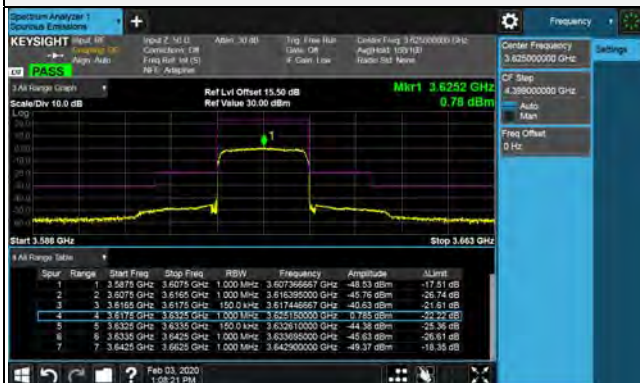 Spectrum Analyzer 1
Spurious Emissions
+
Frequency
KEYSIGHT Input: RF
Coupling: DC
Align: Auto
Input Z: 50 Ω
Corrections: Off
Freq Ref: Int (S)
NFE: Adaptive
Atten: 30 dB
Trig: Free Run
Gate: Off
IF Gain: Low
Center Freq: 3.625000000 GHz
Avg|Hold: 100/100
Radio Std: None
PASS
Center Frequency
3.625000000 GHz
Settings
CF Step
4.399000000 GHz
Auto
Man
Freq Offset
0 Hz
3 All Range Graph
Scale/Div 10.0 dB
Ref Lvl Offset 15.50 dB
Ref Value 30.00 dBm
Mkr1 3.6252 GHz
0.78 dBm
Log
1
Start 3.588 GHz
Stop 3.663 GHz
All Range Table
Spur Range Start Freq Stop Freq RBW Frequency Amplitude ΔLimit
1 1 3.5875 GHz 3.6075 GHz 1.000 MHz 3.607366667 GHz -48.53 dBm -17.51 dB
2 2 3.6075 GHz 3.6165 GHz 1.000 MHz 3.616395000 GHz -45.76 dBm -26.74 dB
3 3 3.6165 GHz 3.6175 GHz 150.0 kHz 3.617446667 GHz -40.63 dBm -21.61 dB
4 4 3.6175 GHz 3.6325 GHz 1.000 MHz 3.625150000 GHz 0.785 dBm -22.22 dB
5 5 3.6325 GHz 3.6335 GHz 150.0 kHz 3.632610000 GHz -44.38 dBm -25.36 dB
6 6 3.6335 GHz 3.6425 GHz 1.000 MHz 3.633695000 GHz -45.63 dBm -26.61 dB
7 7 3.6425 GHz 3.6625 GHz 1.000 MHz 3.642900000 GHz -49.37 dBm -18.35 dB
? Feb 03, 2020
1:08:21 PM